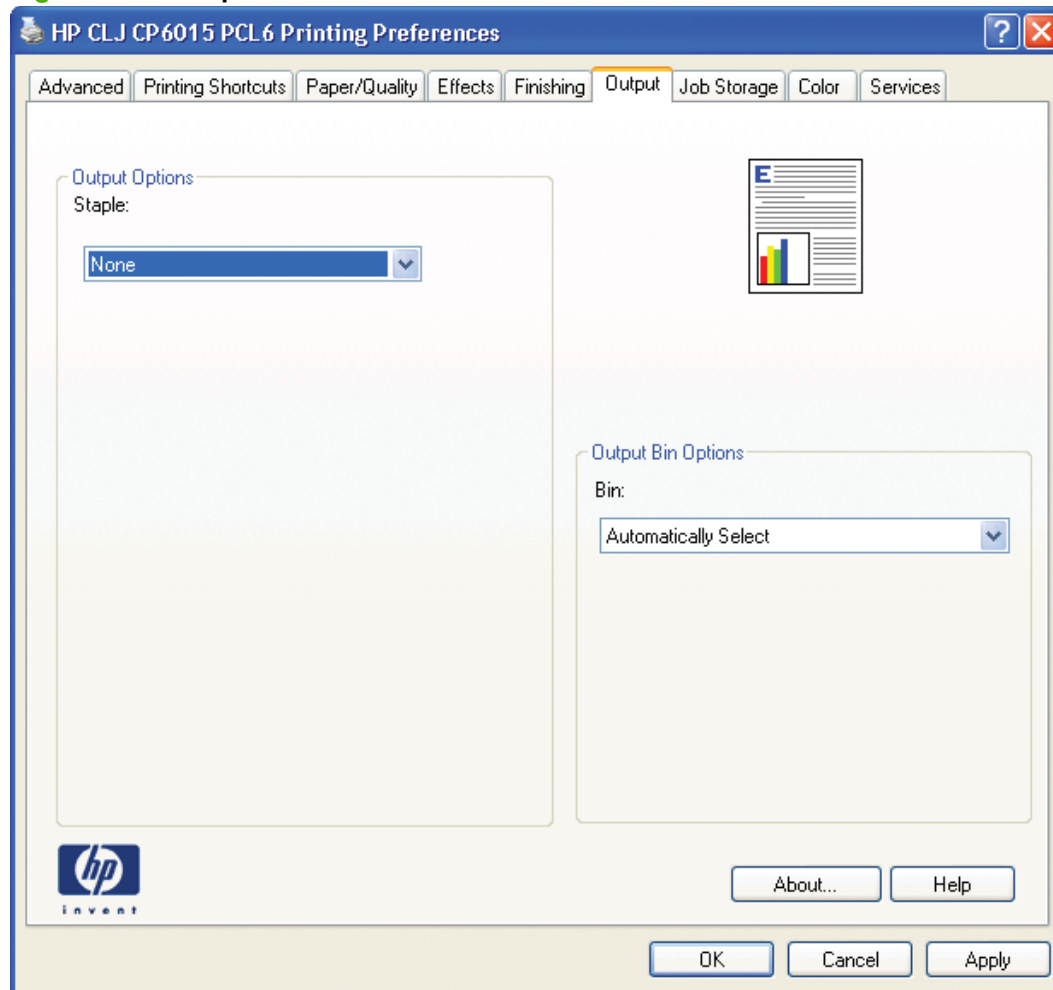 HP CLJ CP6015 PCL6 Printing Preferences
Advanced Printing Shortcuts Paper/Quality Effects Finishing Output Job Storage Color Services
Output Options
Staple:
None
E
Output Bin Options
Bin:
Automatically Select
hp
invent
About... Help
OK Cancel Apply